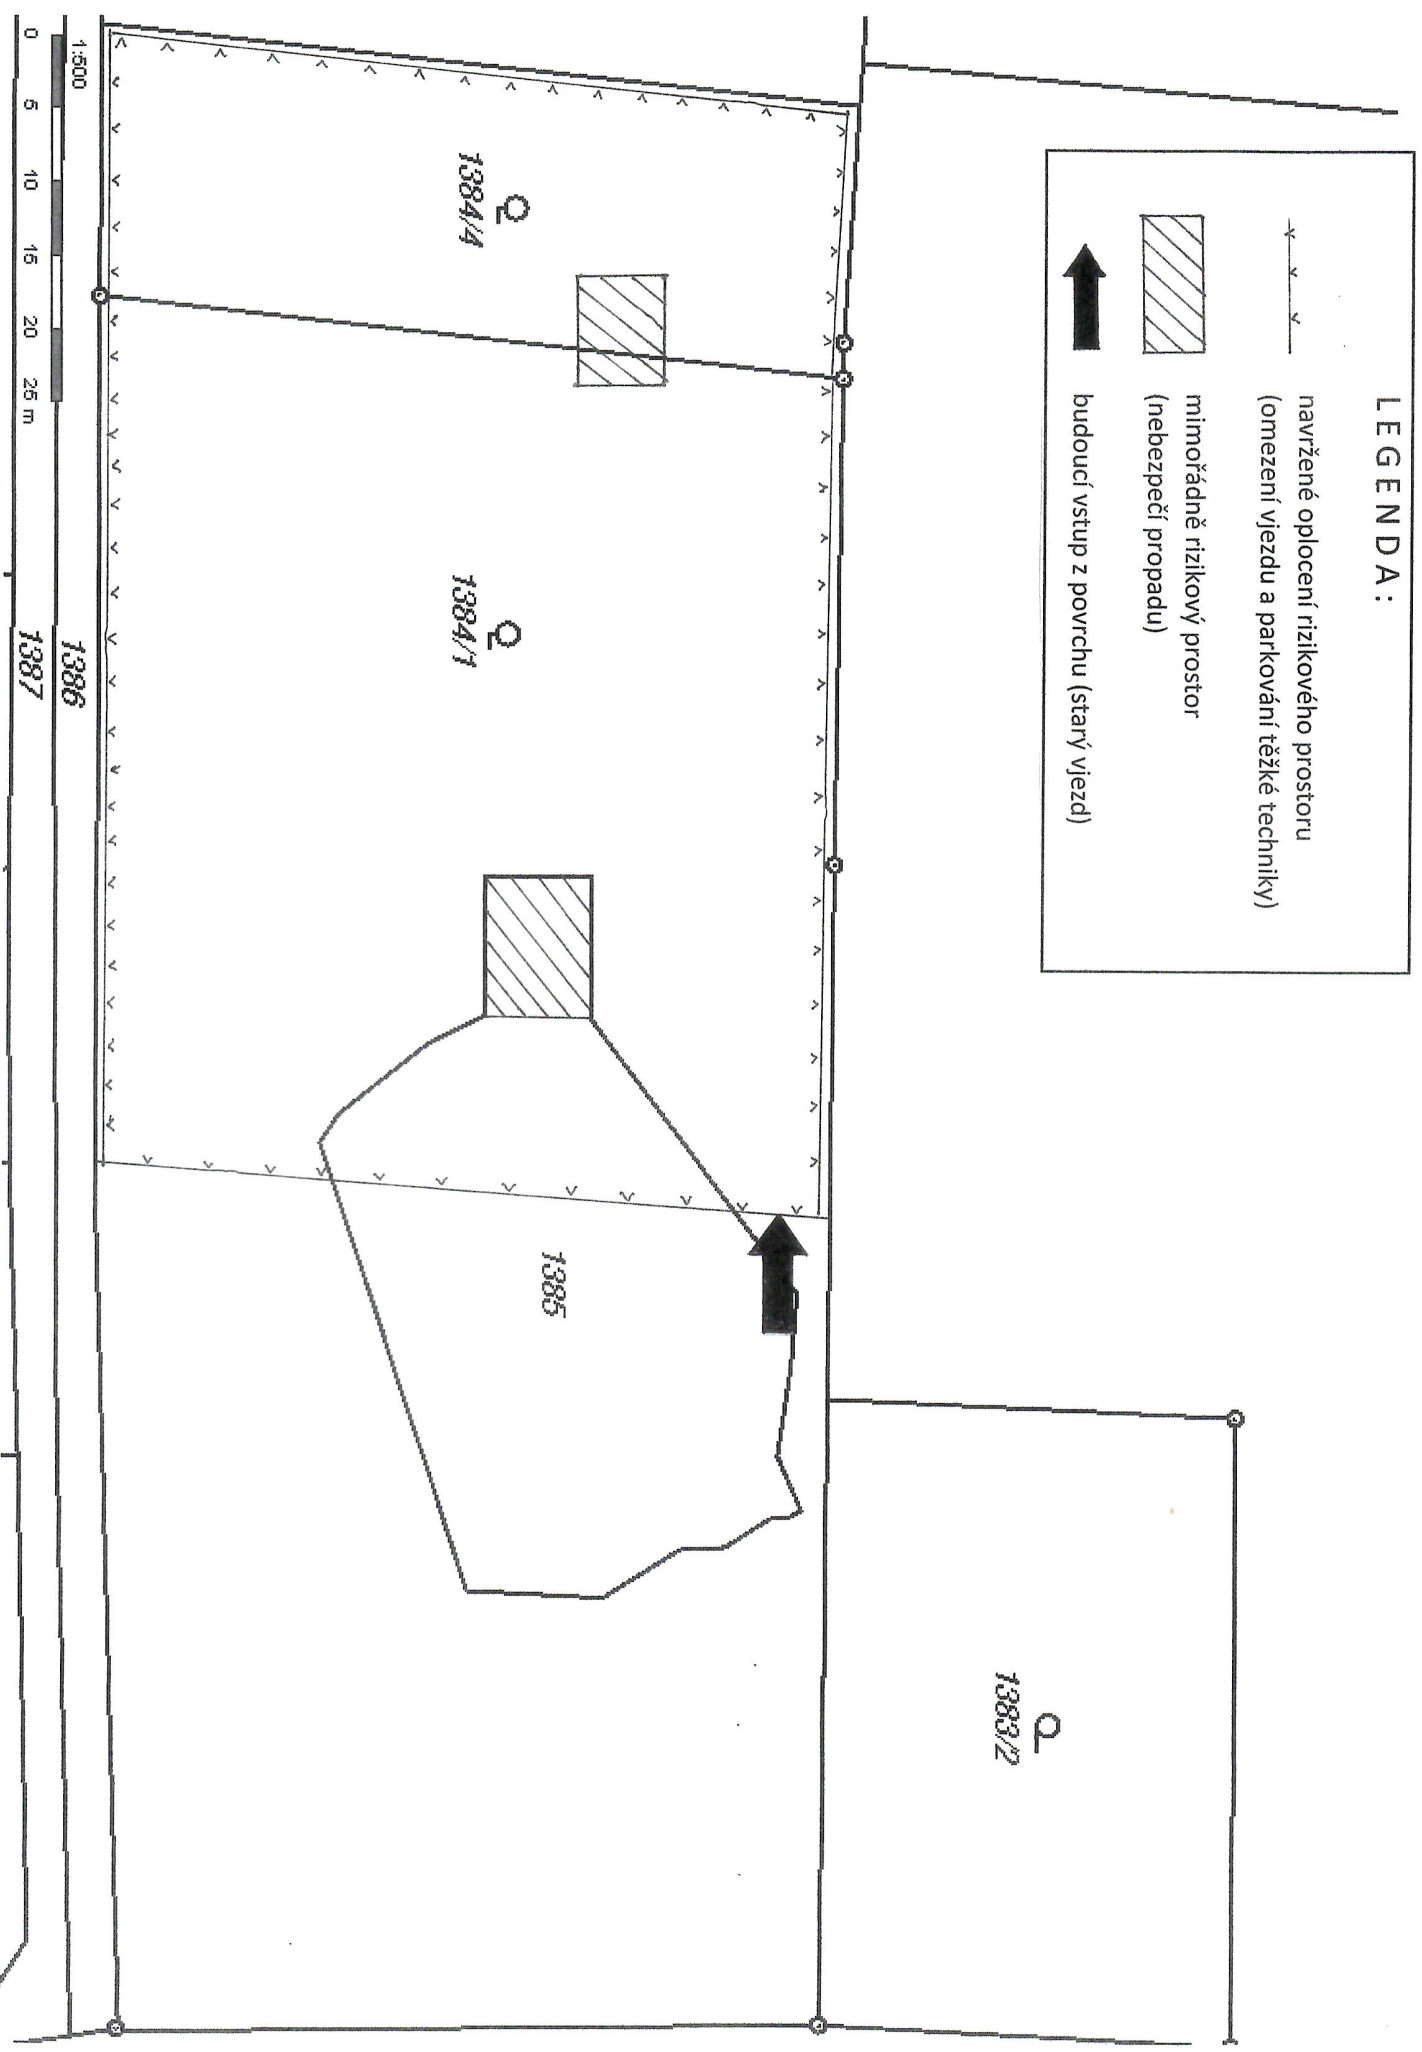 LEGENDA:
navržené oplocení rizikového prostoru
(omezení vjezdu a parkování těžké techniky)
mimořádně rizikový prostor
(nebezpečí propadu)
budoucí vstup z povrchu (starý vjezd)
1383/2
1384/4
1384/1
1385
1386
1387
1:500
0 5 10 15 20 25 m